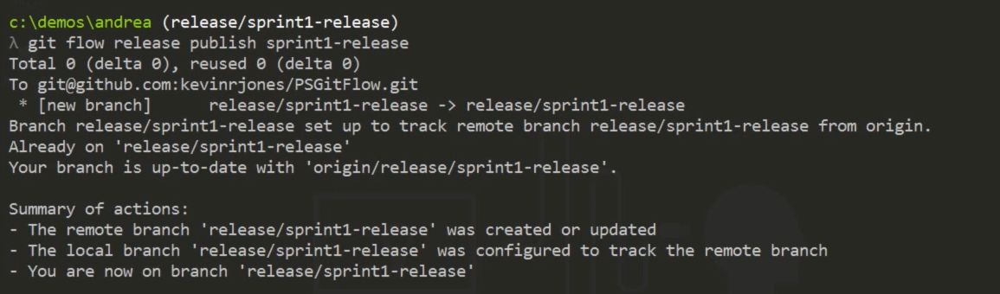 c:\demos\andrea (release/sprint1-release)
λ git flow release publish sprint1-release
Total 0 (delta 0), reused 0 (delta 0)
To git@github.com:kevinrjones/PSGitFlow.git
 * [new branch]      release/sprint1-release -> release/sprint1-release
Branch release/sprint1-release set up to track remote branch release/sprint1-release from origin.
Already on 'release/sprint1-release'
Your branch is up-to-date with 'origin/release/sprint1-release'.

Summary of actions:
- The remote branch 'release/sprint1-release' was created or updated
- The local branch 'release/sprint1-release' was configured to track the remote branch
- You are now on branch 'release/sprint1-release'